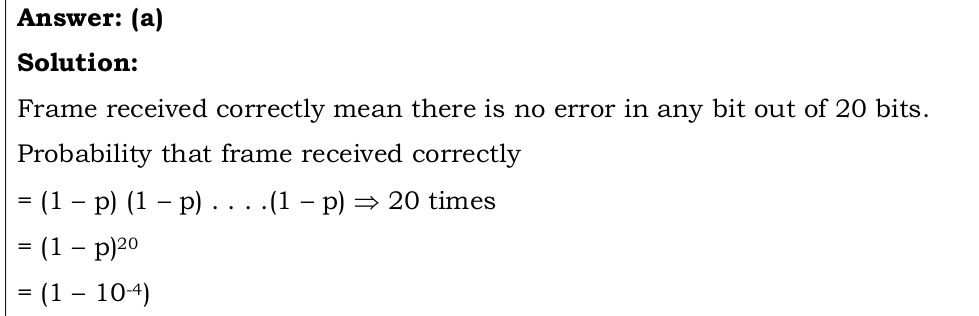 Answer: (a)
Solution:
Frame received correctly mean there is no error in any bit out of 20 bits.
Probability that frame received correctly
= (1 – p) (1 – p) . . . .(1 – p) ⇒ 20 times
= (1 – p)²⁰
= (1 – 10⁻⁴)